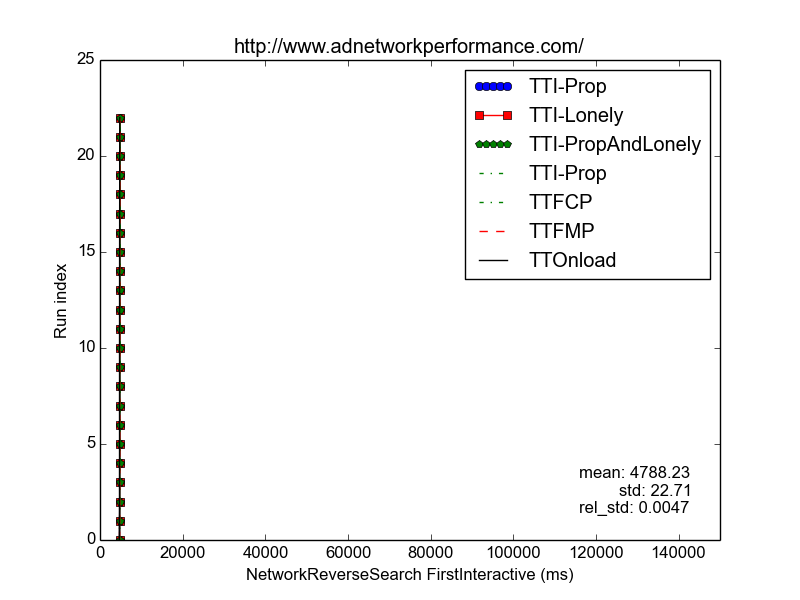 http://www.adnetworkperformance.com/
25
20
15
10
5
0
Run index
TTI-Prop
TTI-Lonely
TTI-PropAndLonely
TTI-Prop
TTFCP
TTFMP
TTOnload
mean: 4788.23
std: 22.71
rel_std: 0.0047
0 20000 40000 60000 80000 100000 120000 140000
NetworkReverseSearch FirstInteractive (ms)